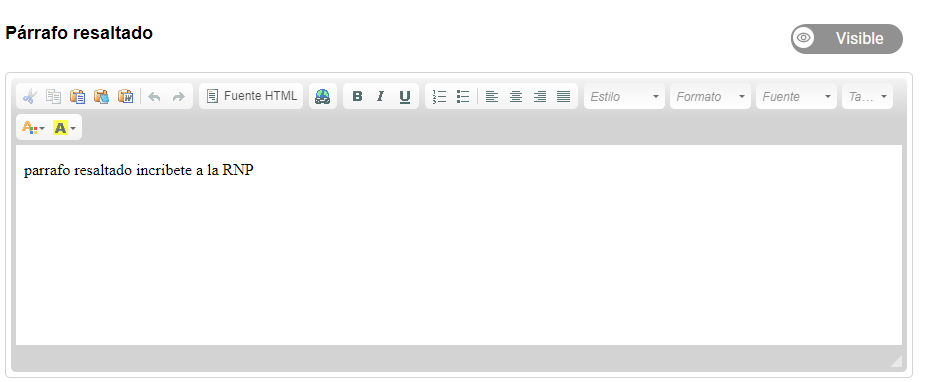 Párrafo resaltado
Visible
Fuente HTML B I U Estilo Formato Fuente Ta...
A A
parrafo resaltado incribete a la RNP